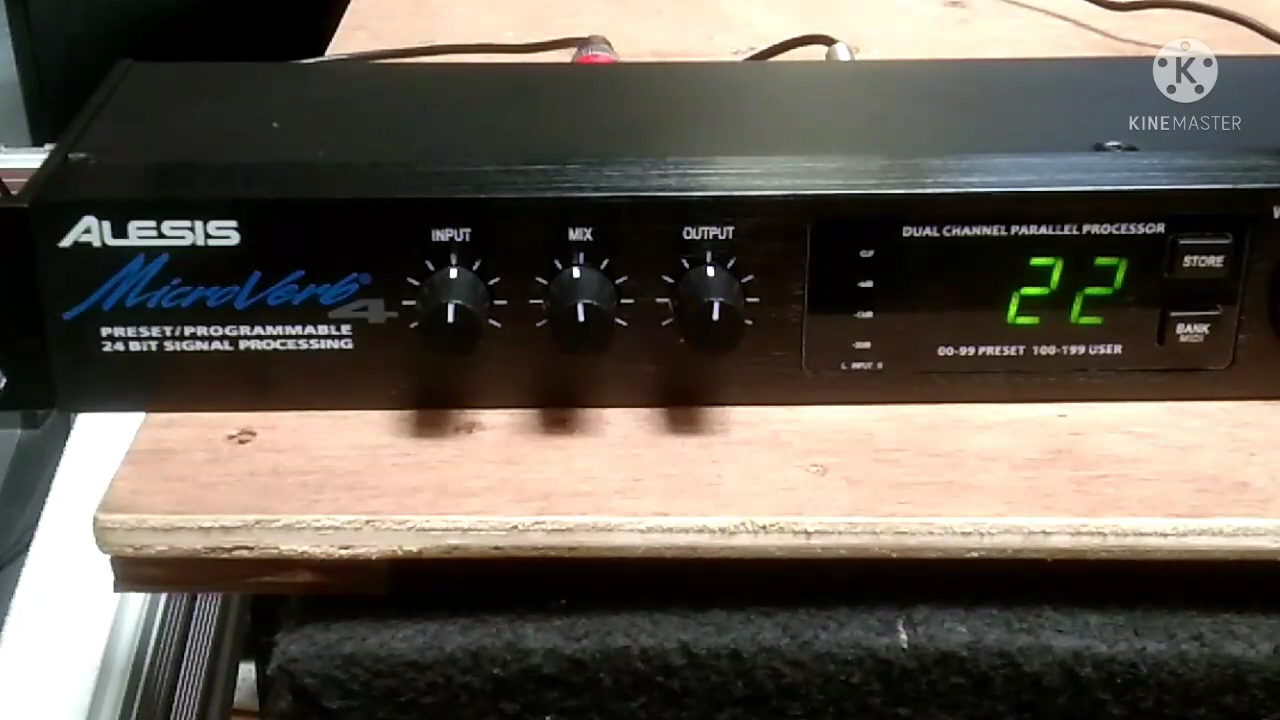 K
KINEMASTER
ALESIS
MicroVerb® 4
PRESET/PROGRAMMABLE
24 BIT SIGNAL PROCESSING
INPUT
MIX
OUTPUT
DUAL CHANNEL PARALLEL PROCESSOR
22
STORE
BANK
MIDI
00-99 PRESET 100-199 USER
L INPUT R